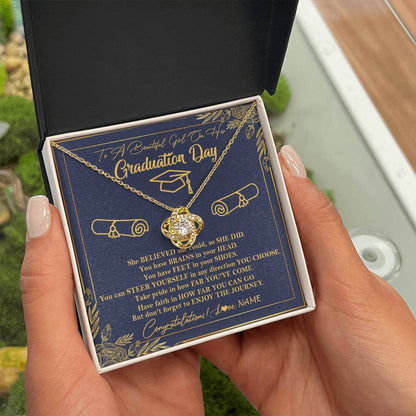 To A Beautiful Girl On Her
Graduation Day
She BELIEVED she could, so SHE DID.
You have BRAINS in your HEAD.
You have FEET in your SHOES.
You can STEER YOURSELF in any direction YOU CHOOSE.
Take pride in how FAR YOU'VE COME.
Have faith in HOW FAR YOU CAN GO.
But don't forget to ENJOY THE JOURNEY.
Congratulations! Love NAME